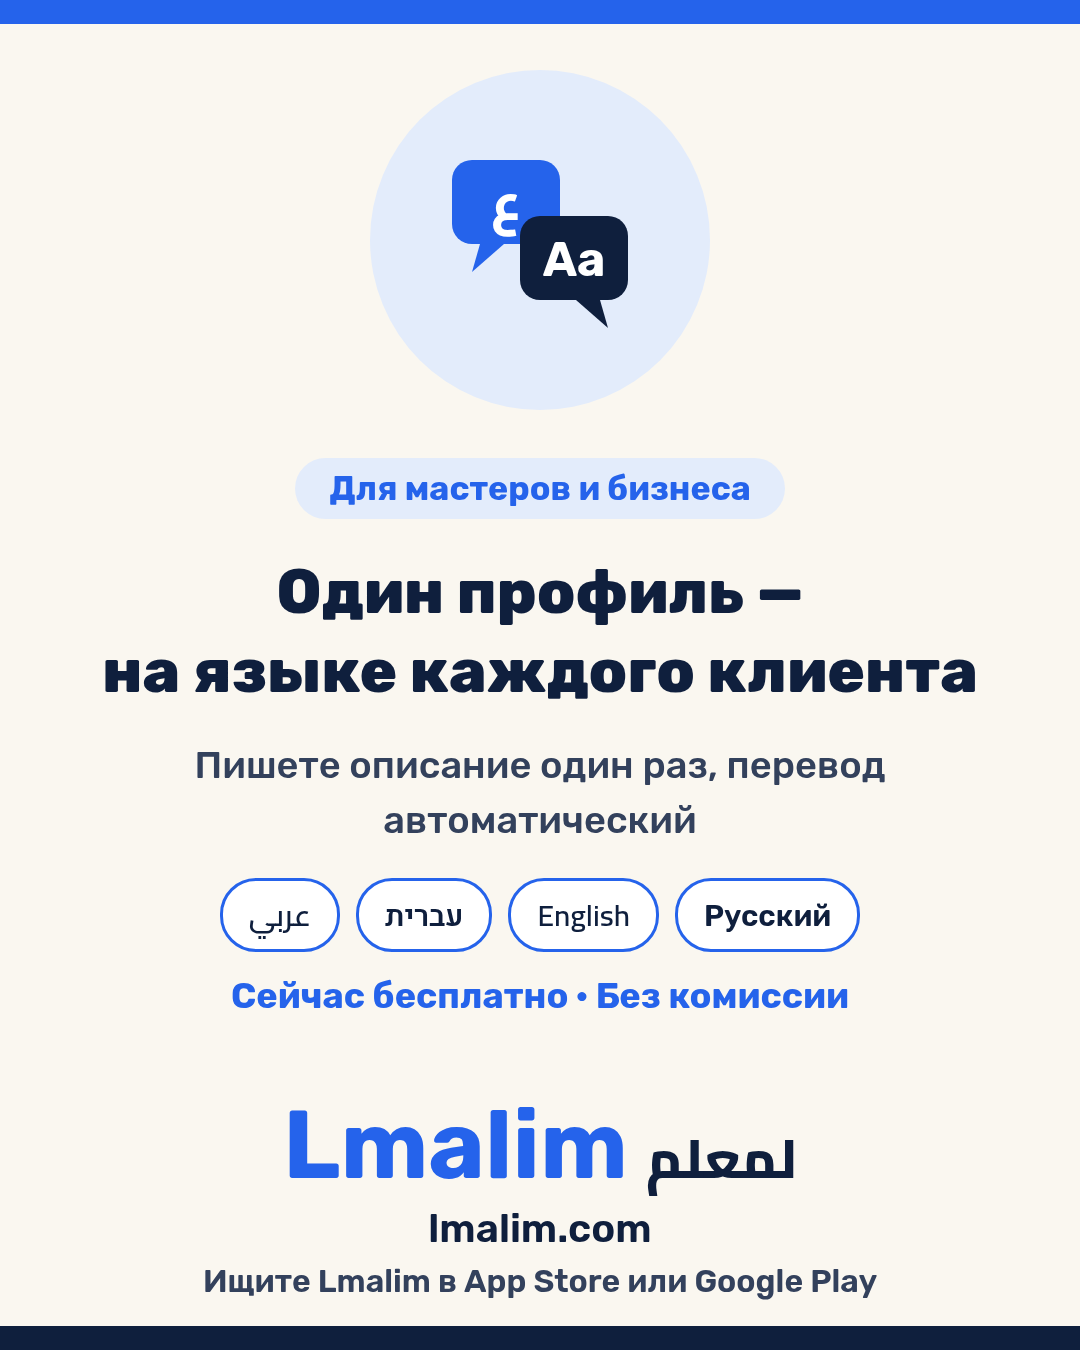 ع
Aa
Для мастеров и бизнеса
Один профиль —
на языке каждого клиента
Пишете описание один раз, перевод
автоматический
عربي עברית English Русский
Сейчас бесплатно • Без комиссии
Lmalim لمعلم
lmalim.com
Ищите Lmalim в App Store или Google Play